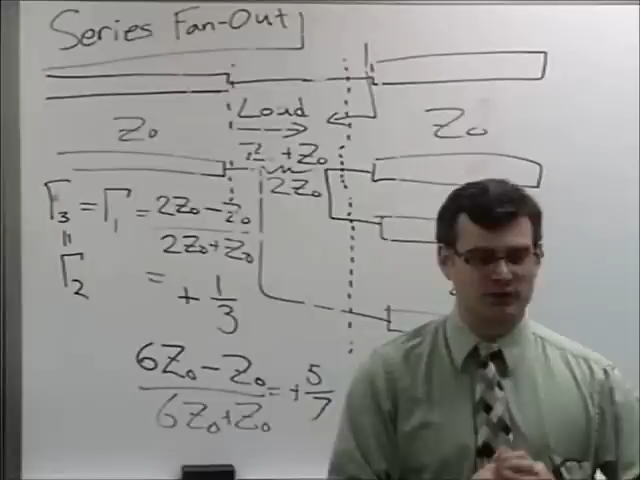 Series Fan-Out
Load
Z₀
Z₀
Z + Z₀
2Z₀
Γ₃ = Γ₁ = 2Z₀ - Z₀ / 2Z₀ + Z₀
= + 1/3
"
Γ₂
6Z₀ - Z₀ / 6Z₀ + Z₀ = + 5/7